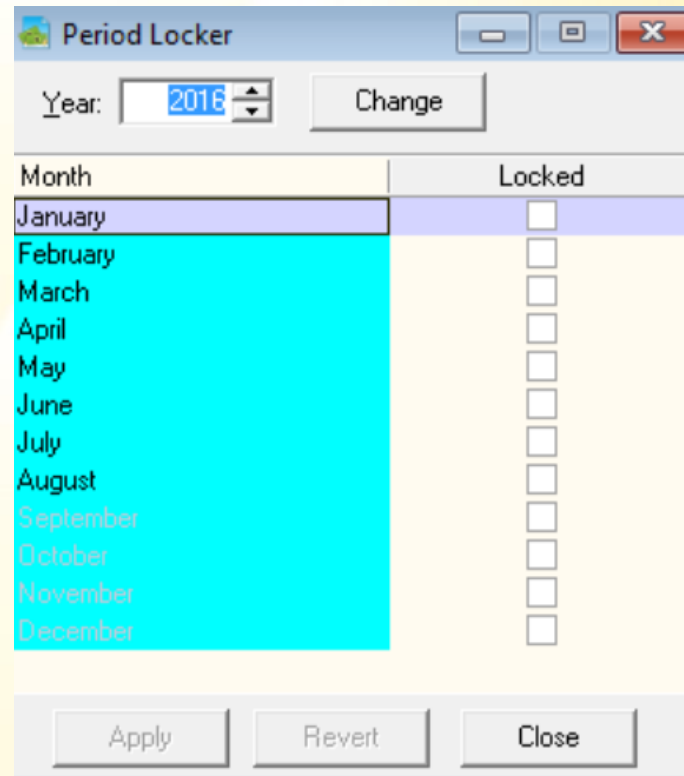 Period Locker
Year: 2016 Change
Month Locked
January
February
March
April
May
June
July
August
September
October
November
December
Apply Revert Close